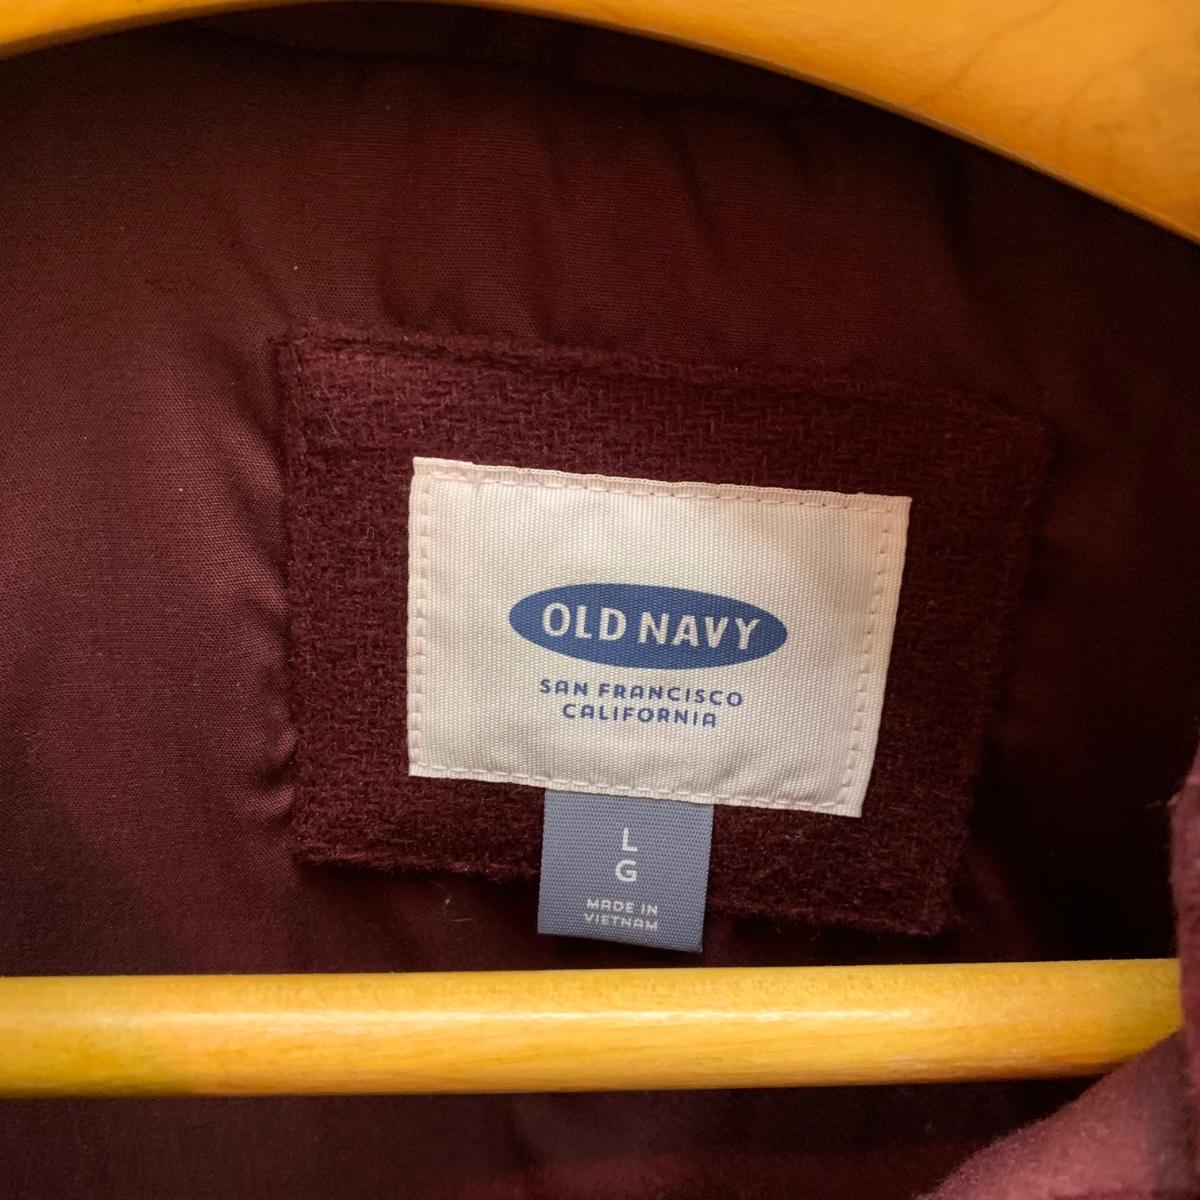 OLD NAVY
SAN FRANCISCO
CALIFORNIA
L
G
MADE IN
VIETNAM